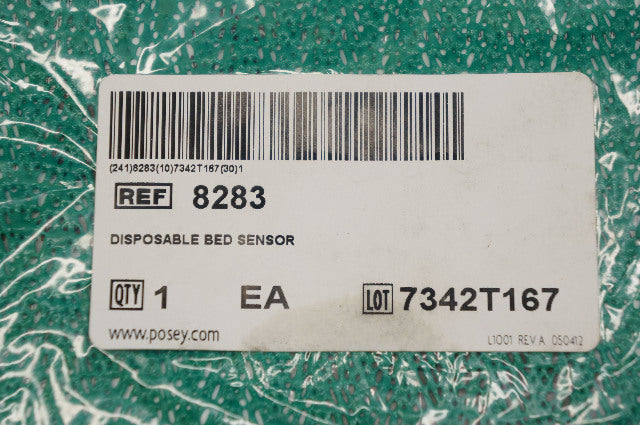 (241)8283(10)7342T167(30)1
REF 8283
DISPOSABLE BED SENSOR
QTY 1 EA LOT 7342T167
www.posey.com L1001 REV A 050412